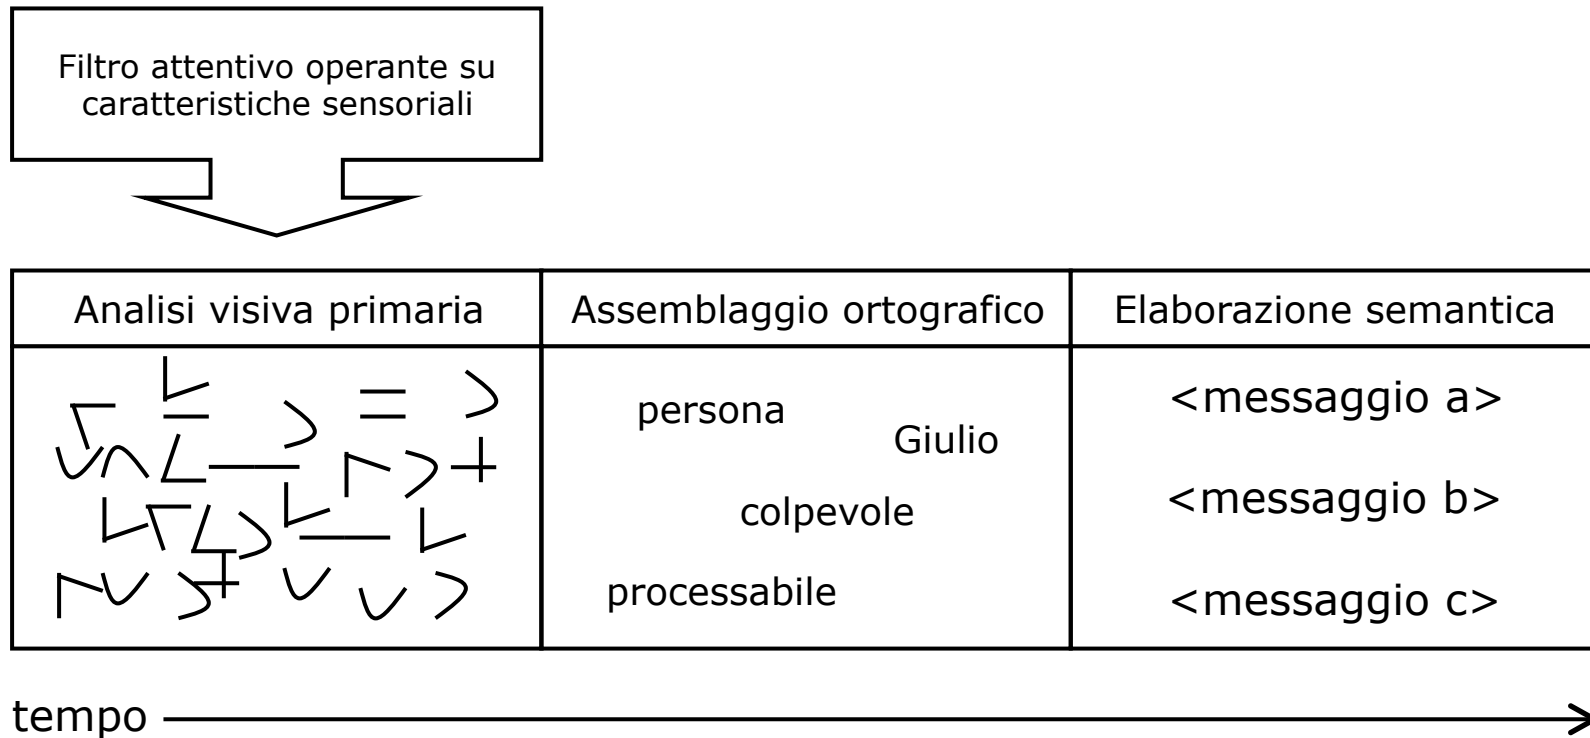 Filtro attentivo operante su
caratteristiche sensoriali
Analisi visiva primaria
Assemblaggio ortografico
Elaborazione semantica
persona
Giulio
colpevole
processabile
<messaggio a>
<messaggio b>
<messaggio c>
tempo